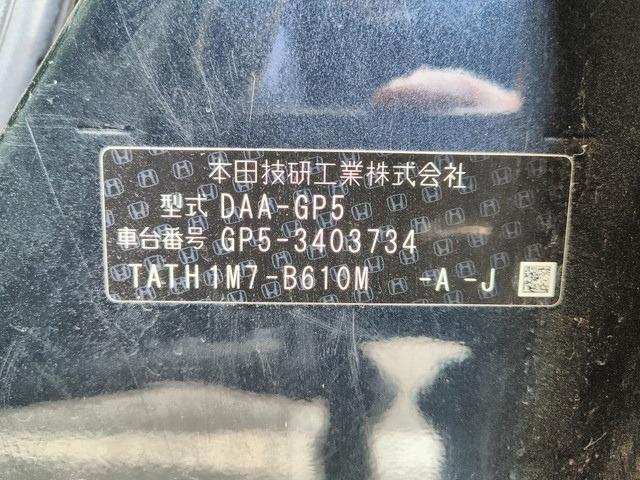 本田技研工業株式会社
型式 DAA-GP5
車台番号 GP5-3403734
TATH1M7-B610M -A -J